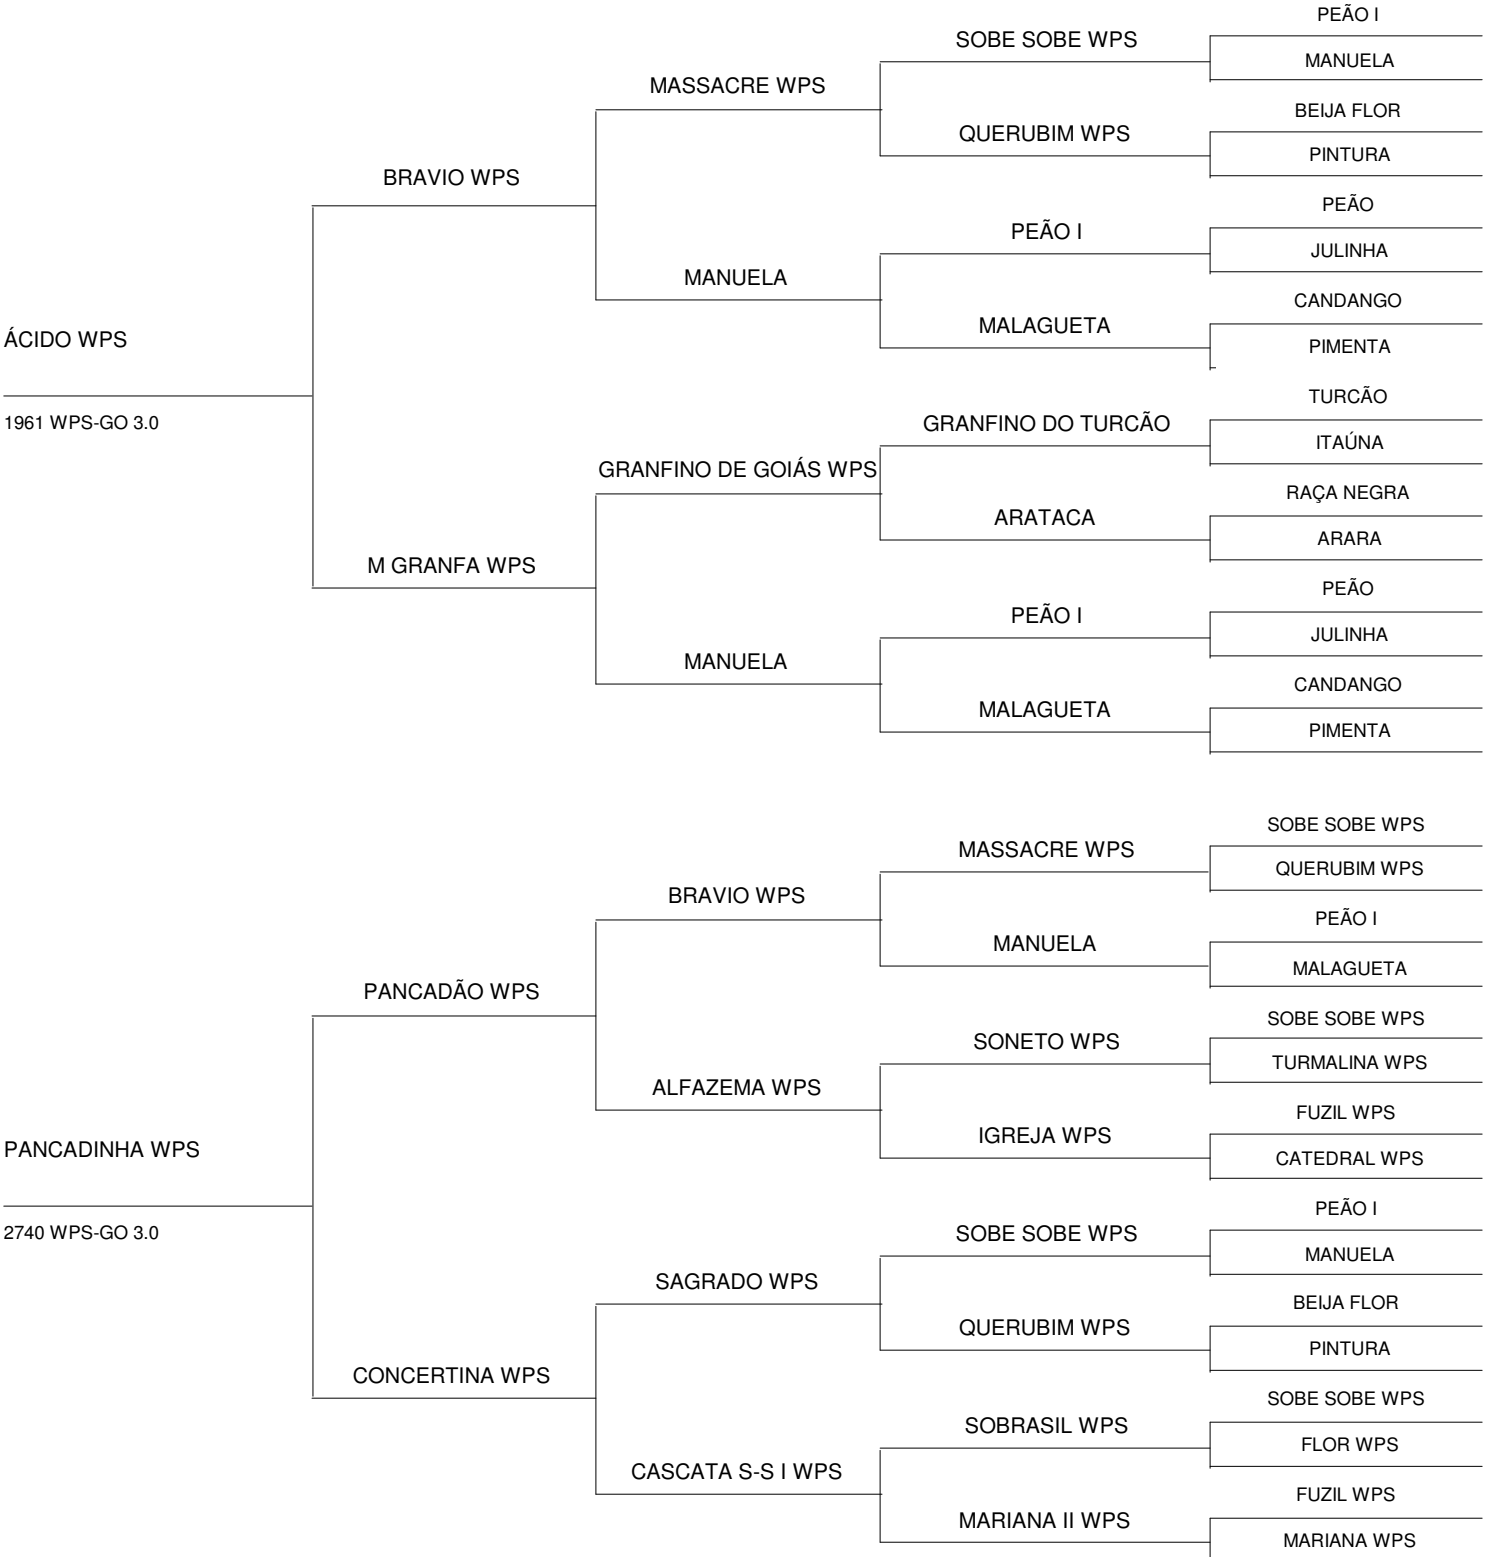 PEÃO I
SOBE SOBE WPS
MANUELA
MASSACRE WPS
BEIJA FLOR
QUERUBIM WPS
PINTURA
BRAVIO WPS
PEÃO
PEÃO I
JULINHA
MANUELA
CANDANGO
MALAGUETA
PIMENTA
ÁCIDO WPS
1961 WPS-GO 3.0
TURCÃO
GRANFINO DO TURCÃO
ITAÚNA
GRANFINO DE GOIÁS WPS
RAÇA NEGRA
ARATACA
ARARA
M GRANFA WPS
PEÃO
PEÃO I
JULINHA
MANUELA
CANDANGO
MALAGUETA
PIMENTA
SOBE SOBE WPS
MASSACRE WPS
QUERUBIM WPS
BRAVIO WPS
PEÃO I
MANUELA
MALAGUETA
PANCADÃO WPS
SOBE SOBE WPS
SONETO WPS
TURMALINA WPS
ALFAZEMA WPS
FUZIL WPS
IGREJA WPS
CATEDRAL WPS
PANCADINHA WPS
2740 WPS-GO 3.0
PEÃO I
SOBE SOBE WPS
MANUELA
SAGRADO WPS
BEIJA FLOR
QUERUBIM WPS
PINTURA
CONCERTINA WPS
SOBE SOBE WPS
SOBRASIL WPS
FLOR WPS
CASCATA S-S I WPS
FUZIL WPS
MARIANA II WPS
MARIANA WPS